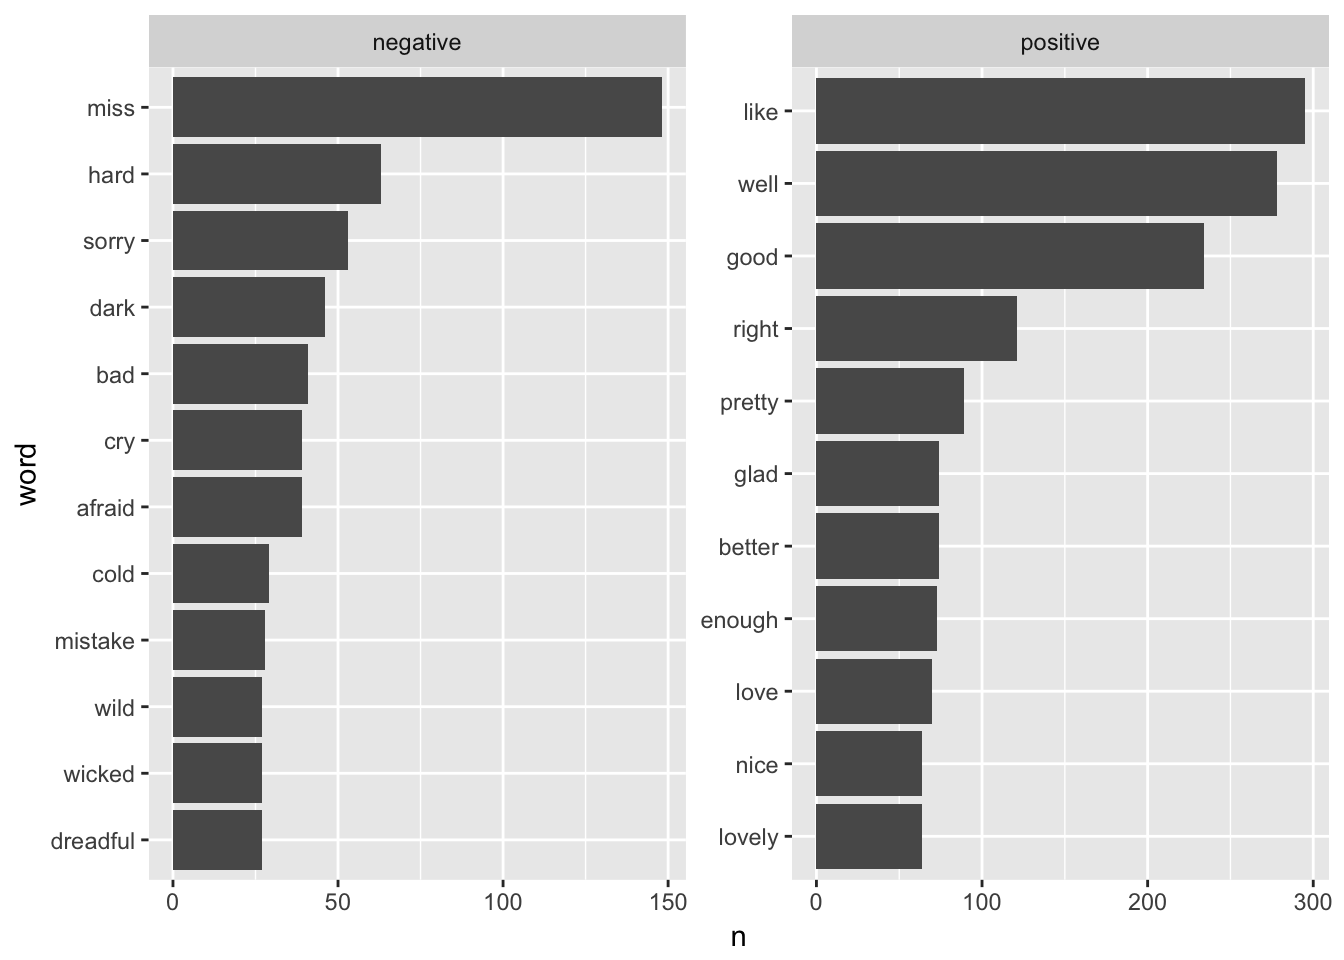 negative
positive
word
miss
hard
sorry
dark
bad
cry
afraid
cold
mistake
wild
wicked
dreadful
0 50 100 150
like
well
good
right
pretty
glad
better
enough
love
nice
lovely
0 100 200 300
n